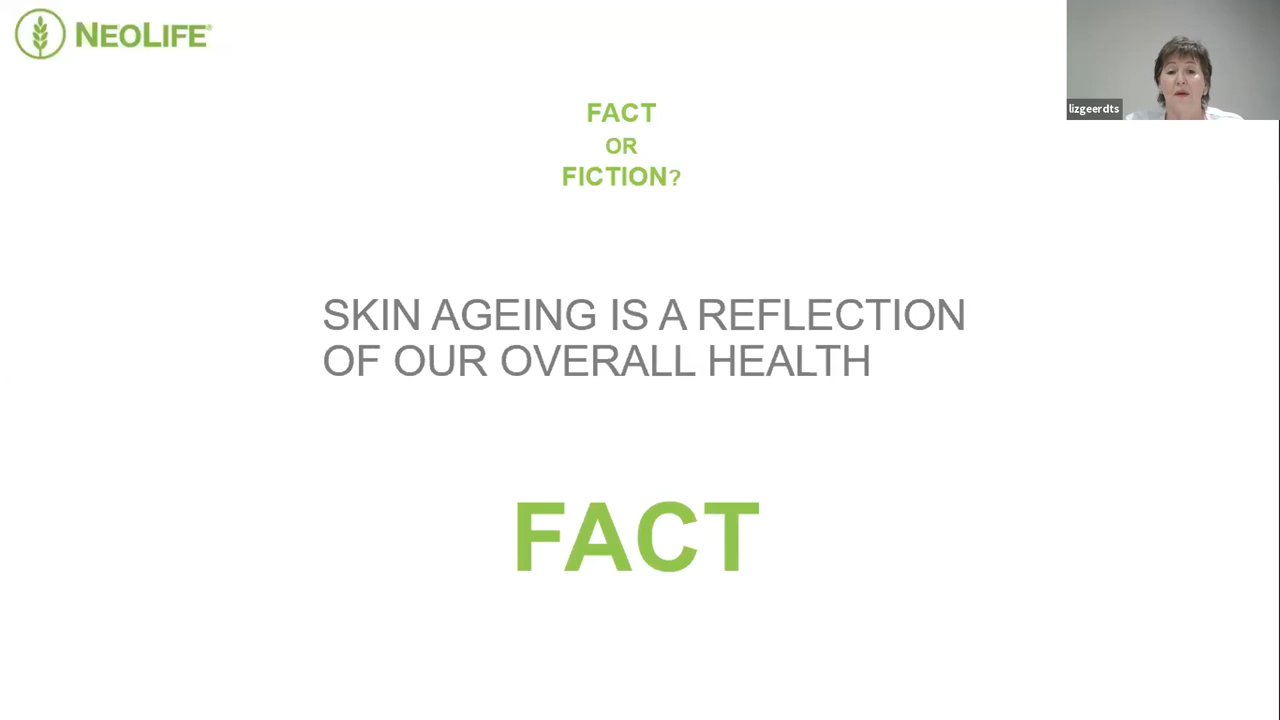 NEOLIFE®
lizgeerdts
FACT
OR
FICTION?
SKIN AGEING IS A REFLECTION
OF OUR OVERALL HEALTH
FACT